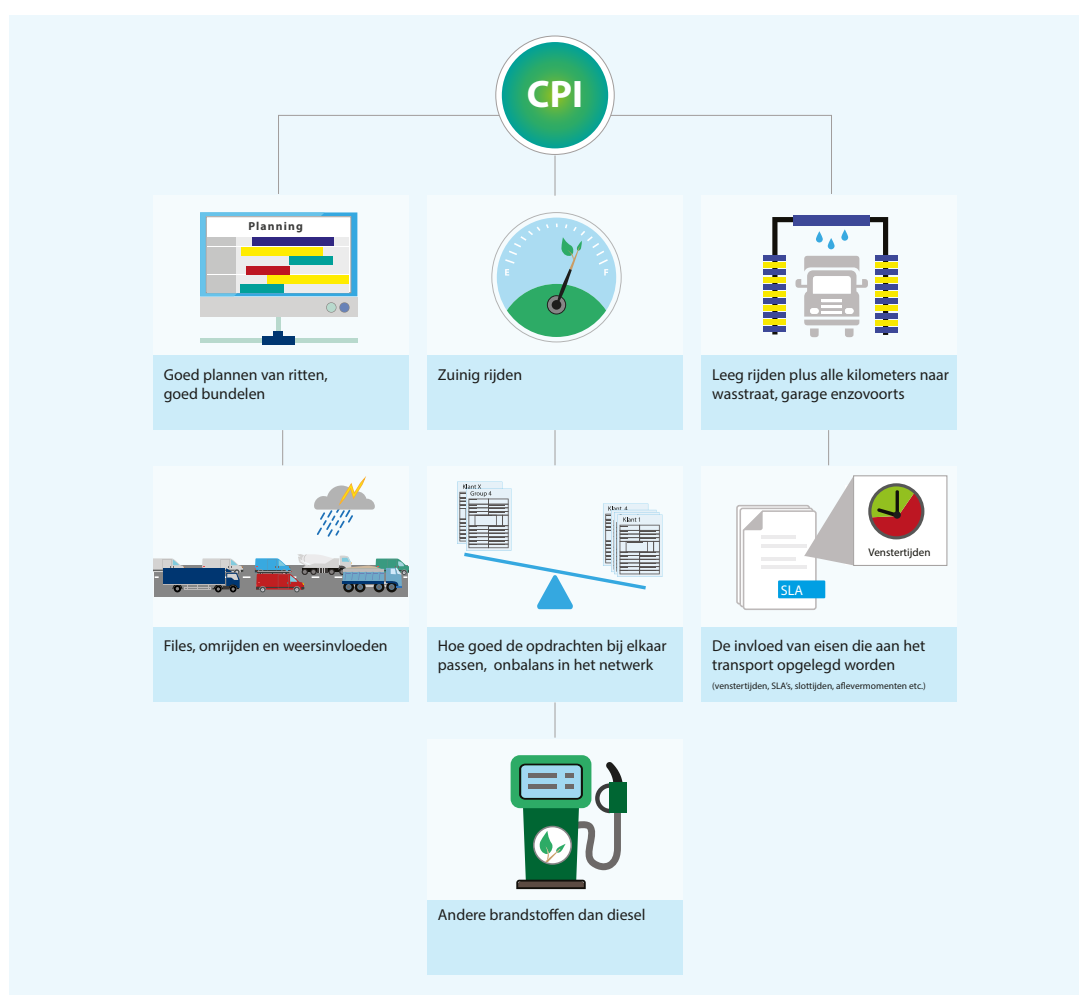 CPI
Planning
E
F
Goed plannen van ritten,
goed bundelen
Zuinig rijden
Leeg rijden plus alle kilometers naar
wasstraat, garage enzovoorts
Klant X
Group 4
Klant 4
Klant 1
Venstertijden
SLA
Files, omrijden en weersinvloeden
Hoe goed de opdrachten bij elkaar
passen, onbalans in het netwerk
De invloed van eisen die aan het
transport opgelegd worden
(venstertijden, SLA's, slottijden, aflevermomenten etc.)
Andere brandstoffen dan diesel